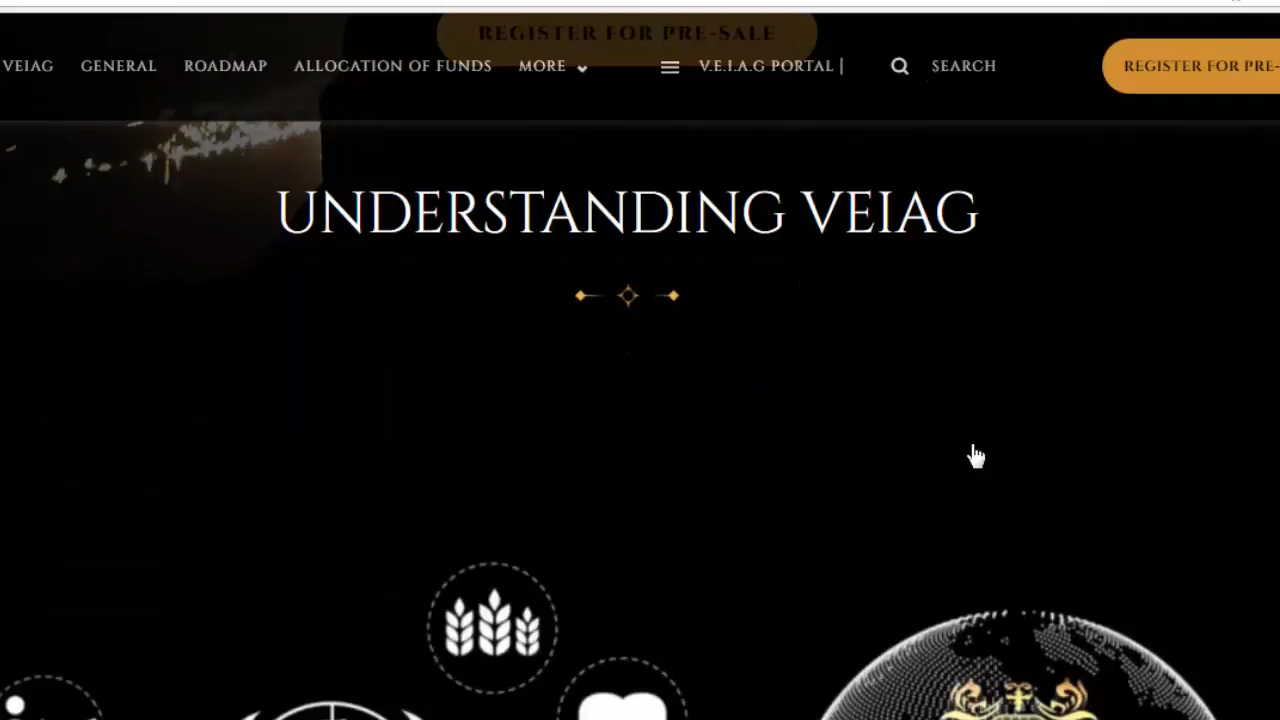 REGISTER FOR PRE-SALE
VEIAG GENERAL ROADMAP ALLOCATION OF FUNDS MORE V.E.I.A.G PORTAL | SEARCH REGISTER FOR PRE-
UNDERSTANDING VEIAG